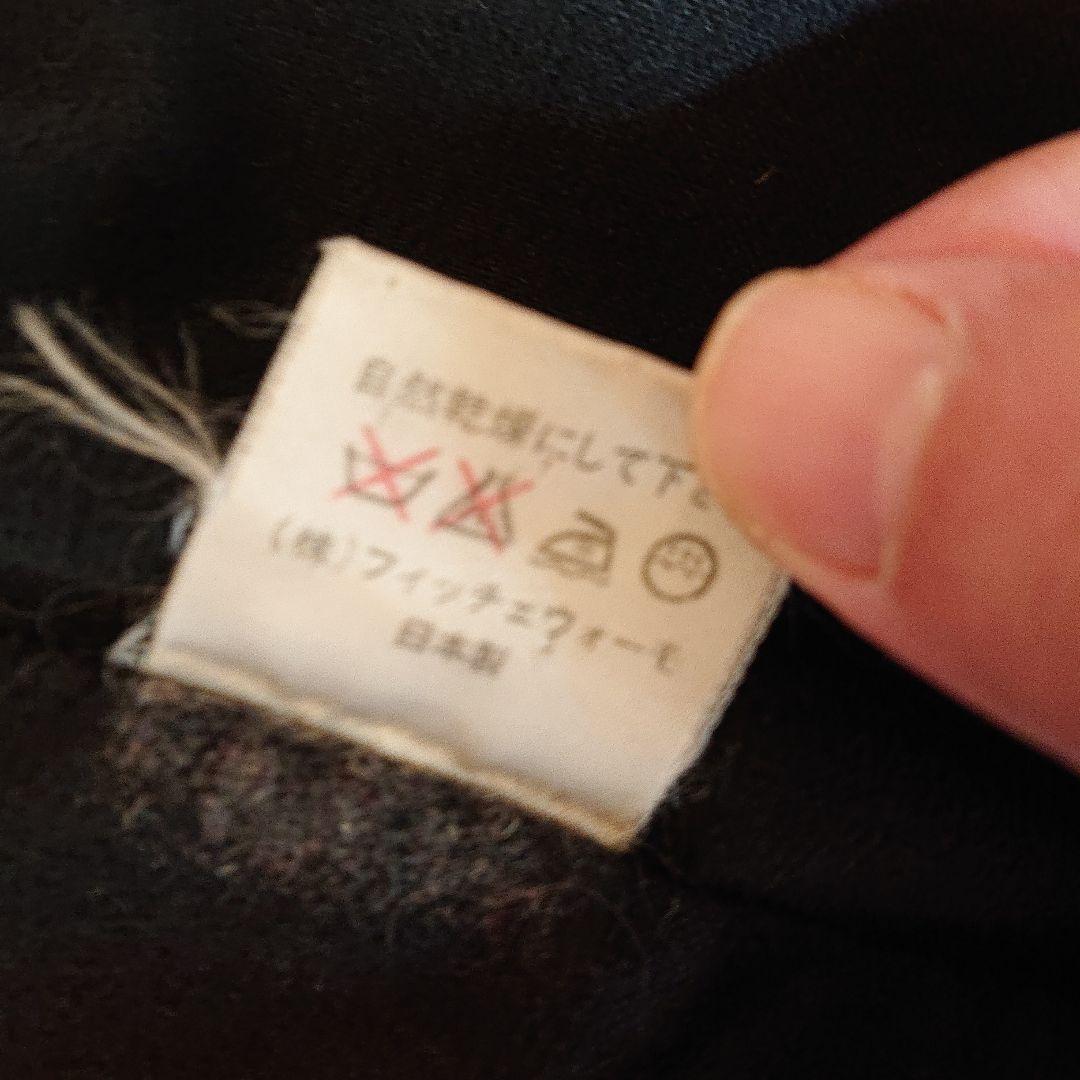 自然乾燥にして下さ
(株)フィッチェウォーモ
日本製